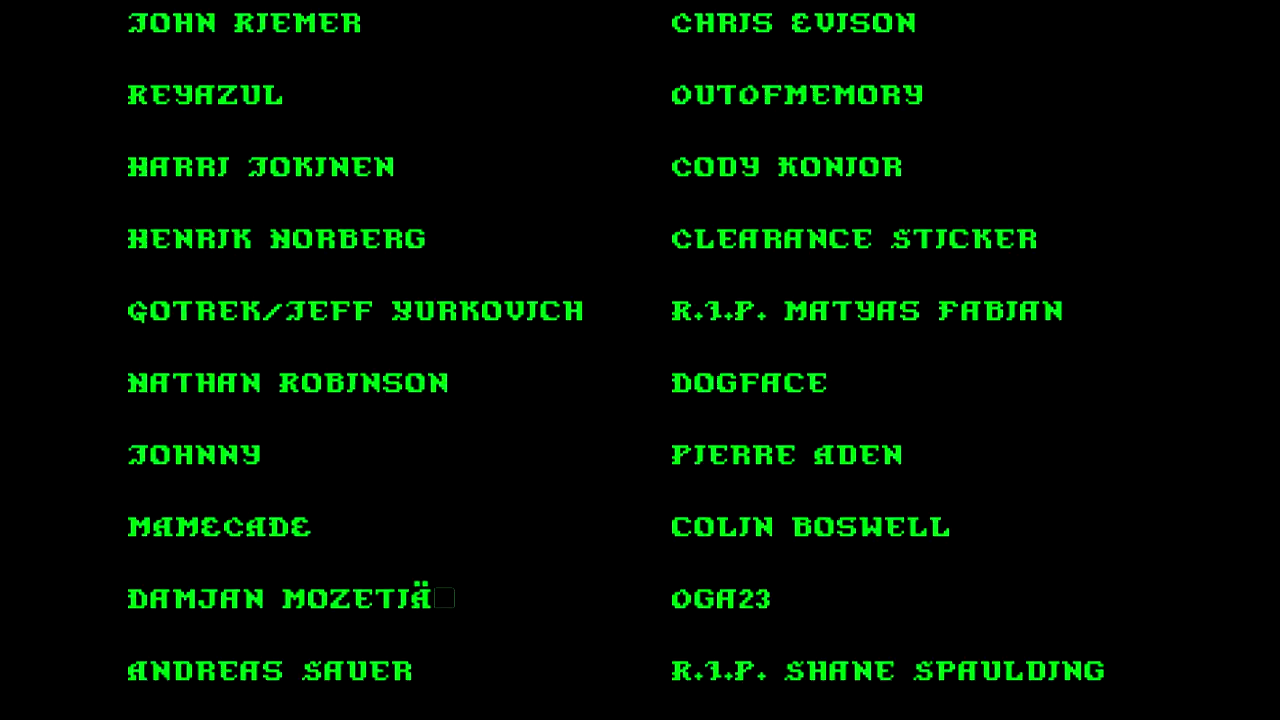 JOHN RIEMER
CHRIS EVISON
REYAZUL
OUTOFMEMORY
HARRI JOKINEN
CODY KONIOR
HENRIK NORBERG
CLEARANCE STICKER
GOTREK/JEFF YURKOVICH
R.I.P. MATYAS FABIAN
NATHAN ROBINSON
DOGFACE
JOHNNY
PIERRE ADEN
MAMECADE
COLIN BOSWELL
DAMJAN MOZETIÄ□
OGA23
ANDREAS SAUER
R.I.P. SHANE SPAULDING